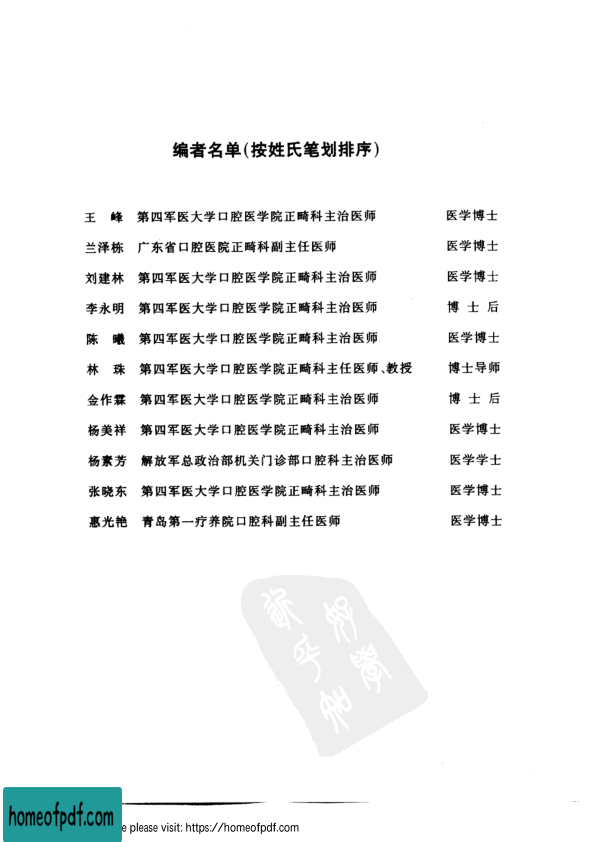 编者名单(按姓氏笔划排序)
王　峰 第四军医大学口腔医学院正畸科主治医师 医学博士
兰泽栋 广东省口腔医院正畸科副主任医师 医学博士
刘建林 第四军医大学口腔医学院正畸科主治医师 医学博士
李永明 第四军医大学口腔医学院正畸科主治医师 博 士 后
陈　曦 第四军医大学口腔医学院正畸科主治医师 医学博士
林　珠 第四军医大学口腔医学院正畸科主任医师、教授 博士导师
金作霖 第四军医大学口腔医学院正畸科主治医师 博 士 后
杨美祥 第四军医大学口腔医学院正畸科主治医师 医学博士
杨素芳 解放军总政治部机关门诊部口腔科主治医师 医学学士
张晓东 第四军医大学口腔医学院正畸科主治医师 医学博士
惠光艳 青岛第一疗养院口腔科副主任医师 医学博士
homeofpdf.com
e please visit: https://homeofpdf.com